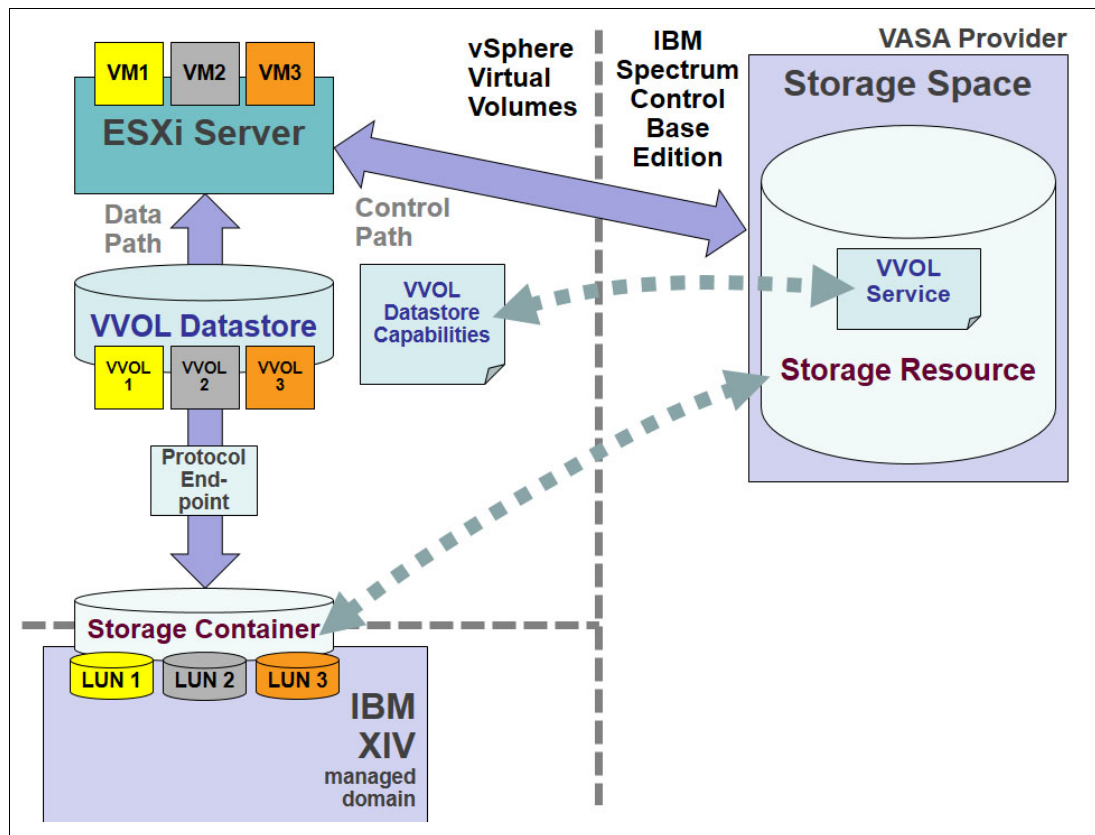 VM1
VM2
VM3
ESXi Server
vSphere
Virtual
Volumes
IBM
Spectrum
Control
Base
Edition
VASA Provider
Storage Space
Data
Path
Control
Path
VVOL
Datastore
Capabilities
VVOL
Service
Storage Resource
VVOL Datastore
VVOL
1
VVOL
2
VVOL
3
Protocol
End-
point
Storage Container
LUN 1
LUN 2
LUN 3
IBM
XIV
managed
domain